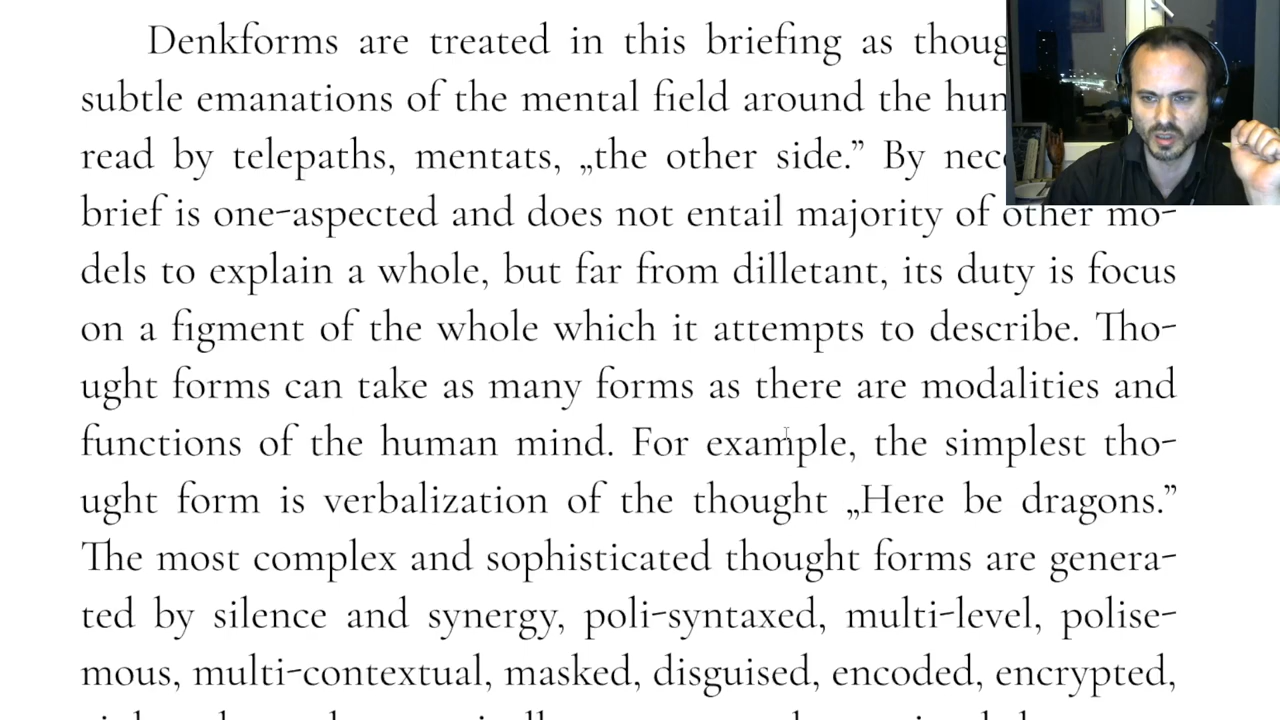 Denkforms are treated in this briefing as
subtle emanations of the mental field around the
read by telepaths, mentats, „the other side.” By
brief is one-aspected and does not entail majority of other mo-
dels to explain a whole, but far from dilletant, its duty is focus
on a figment of the whole which it attempts to describe. Tho-
ught forms can take as many forms as there are modalities and
functions of the human mind. For example, the simplest tho-
ught form is verbalization of the thought „Here be dragons.”
The most complex and sophisticated thought forms are genera-
ted by silence and synergy, poli-syntaxed, multi-level, polise-
mous, multi-contextual, masked, disguised, encoded, encrypted,